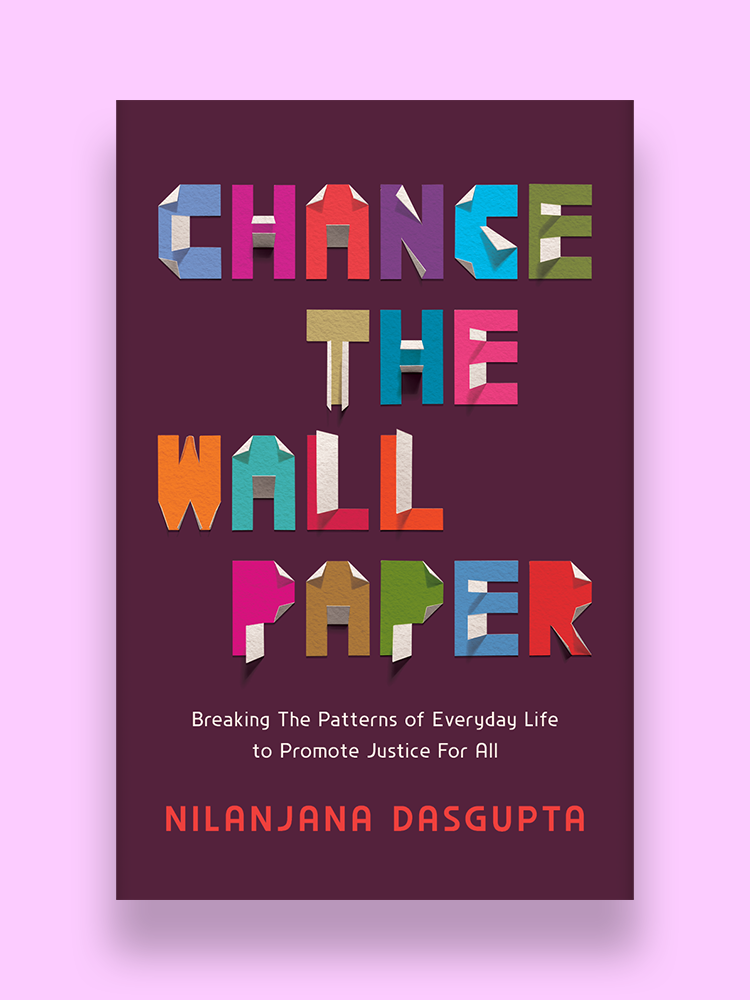 CHANGE
THE
WALL
PAPER
Breaking The Patterns of Everyday Life
to Promote Justice For All
NILANJANA DASGUPTA